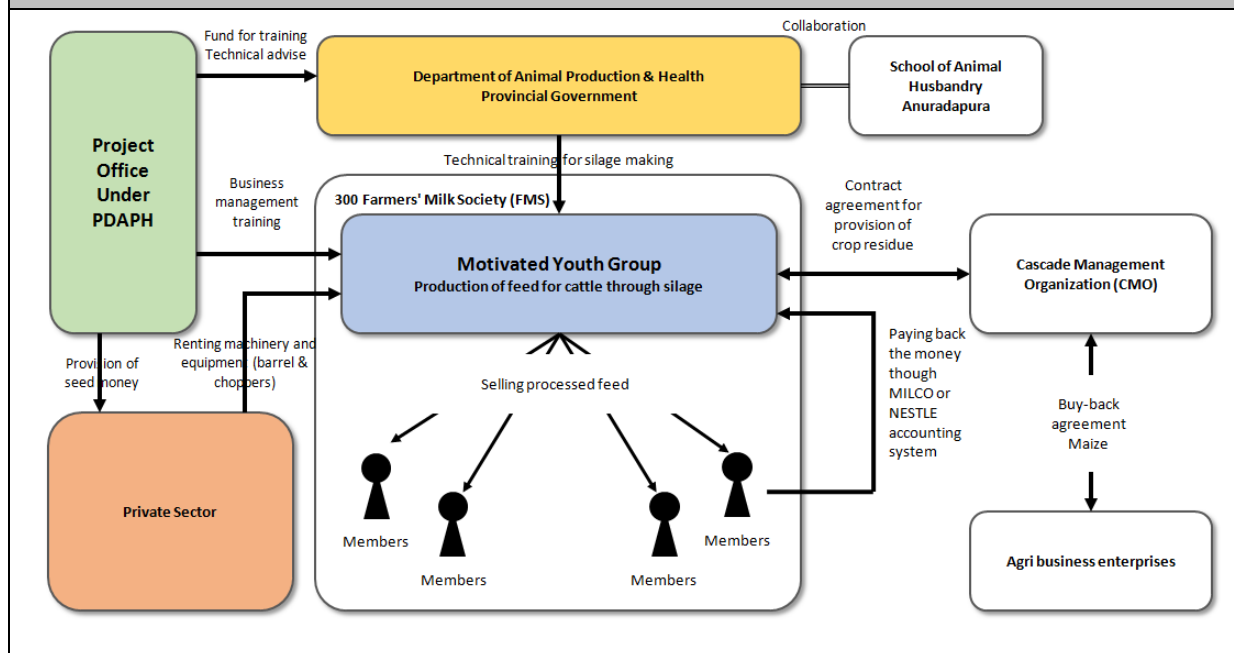 Collaboration
Fund for training
Technical advise
Department of Animal Production & Health
Provincial Government
School of Animal
Husbandry
Anuradapura
Project
Office
Under
PDAPH
Technical training for silage making
Business
management
training
300 Farmers' Milk Society (FMS)
Contract
agreement for
provision of
crop residue
Motivated Youth Group
Production of feed for cattle through silage
Cascade Management
Organization (CMO)
Provision of
seed money
Renting machinery and
equipment (barrel &
choppers)
Selling processed feed
Paying back
the money though
MILCO or
NESTLE
accounting
system
Buy-back
agreement
Maize
Private Sector
Members
Members
Members
Members
Agri business enterprises